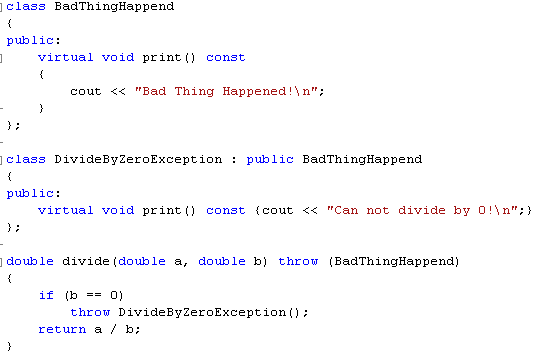 class BadThingHappend
{
public:
    virtual void print() const
    {
        cout << "Bad Thing Happened!\n";
    }
};
class DivideByZeroException : public BadThingHappend
{
public:
    virtual void print() const {cout << "Can not divide by 0!\n";}
};
double divide(double a, double b) throw (BadThingHappend)
{
    if (b == 0)
        throw DivideByZeroException();
    return a / b;
}